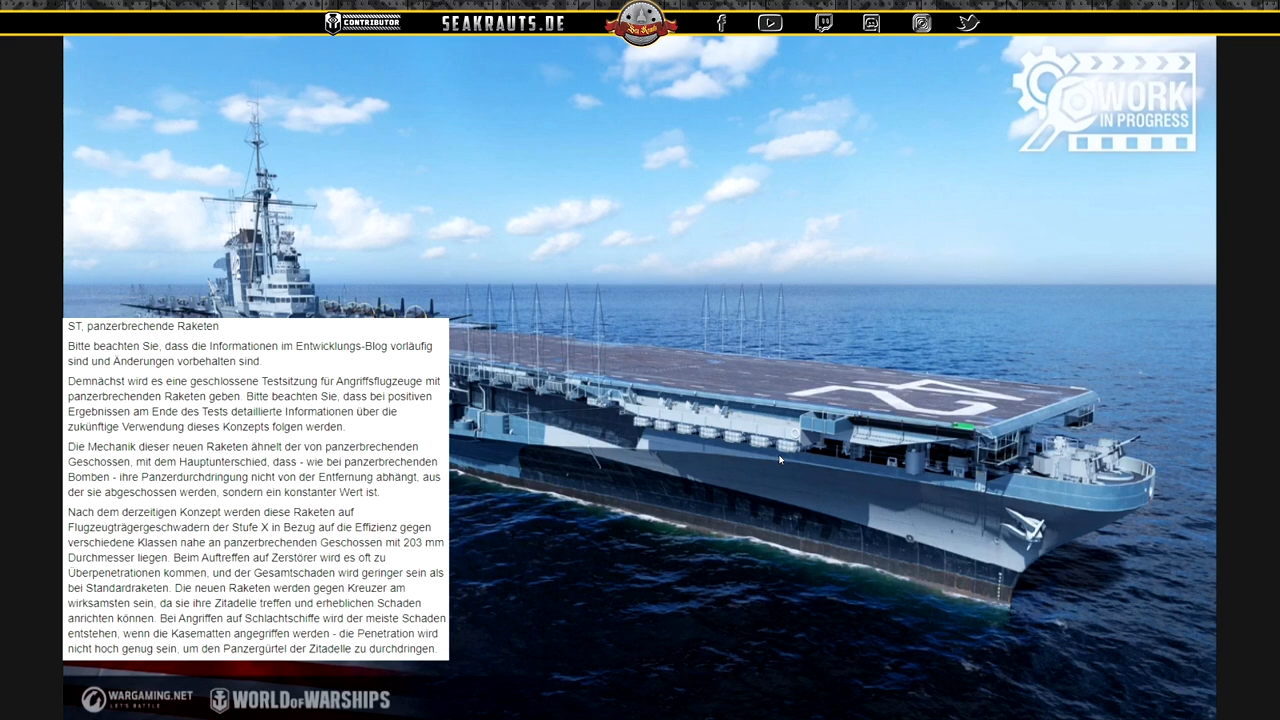 CONTRIBUTOR
SEAKRAUTS.DE
Sea Krauts
WORK
IN PROGRESS
ST, panzerbrechende Raketen
Bitte beachten Sie, dass die Informationen im Entwicklungs-Blog vorläufig
sind und Änderungen vorbehalten sind.
Demnächst wird es eine geschlossene Testsitzung für Angriffsflugzeuge mit
panzerbrechenden Raketen geben. Bitte beachten Sie, dass bei positiven
Ergebnissen am Ende des Tests detaillierte Informationen über die
zukünftige Verwendung dieses Konzepts folgen werden.
Die Mechanik dieser neuen Raketen ähnelt der von panzerbrechenden
Geschossen, mit dem Hauptunterschied, dass - wie bei panzerbrechenden
Bomben - ihre Panzerdurchdringung nicht von der Entfernung abhängt, aus
der sie abgeschossen werden, sondern ein konstanter Wert ist.
Nach dem derzeitigen Konzept werden diese Raketen auf
Flugzeugträgergeschwadern der Stufe X in Bezug auf die Effizienz gegen
verschiedene Klassen nahe an panzerbrechenden Geschossen mit 203 mm
Durchmesser liegen. Beim Auftreffen auf Zerstörer wird es oft zu
Überpenetrationen kommen, und der Gesamtschaden wird geringer sein als
bei Standardraketen. Die neuen Raketen werden gegen Kreuzer am
wirksamsten sein, da sie ihre Zitadelle treffen und erheblichen Schaden
anrichten können. Bei Angriffen auf Schlachtschiffe wird der meiste Schaden
entstehen, wenn die Kasematten angegriffen werden - die Penetration wird
nicht hoch genug sein, um den Panzergürtel der Zitadelle zu durchdringen.
WARGAMING.NET
LET'S BATTLE
WORLD OF WARSHIPS